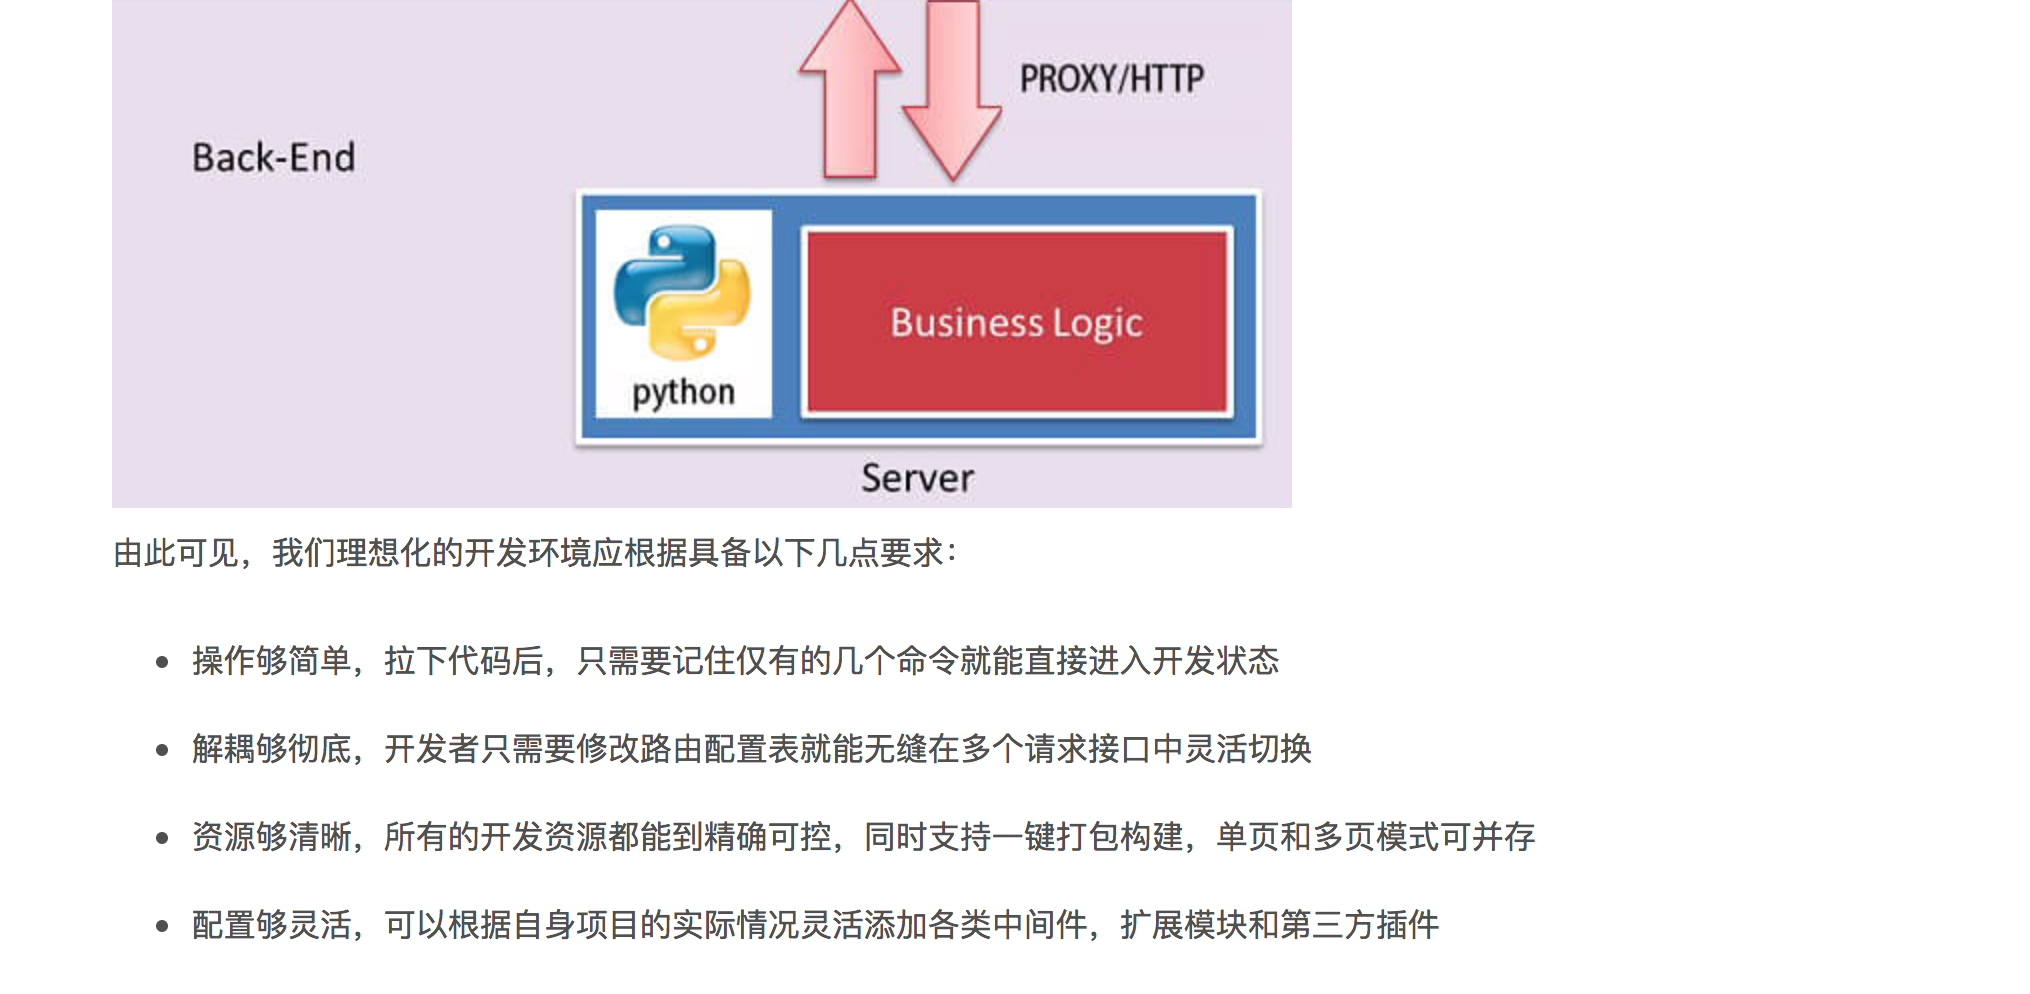 PROXY/HTTP
Back-End
Business Logic
python
Server
由此可见，我们理想化的开发环境应根据具备以下几点要求：
操作够简单，拉下代码后，只需要记住仅有的几个命令就能直接进入开发状态
解耦够彻底，开发者只需要修改路由配置表就能无缝在多个请求接口中灵活切换
资源够清晰，所有的开发资源都能到精确可控，同时支持一键打包构建，单页和多页模式可并存
配置够灵活，可以根据自身项目的实际情况灵活添加各类中间件，扩展模块和第三方插件